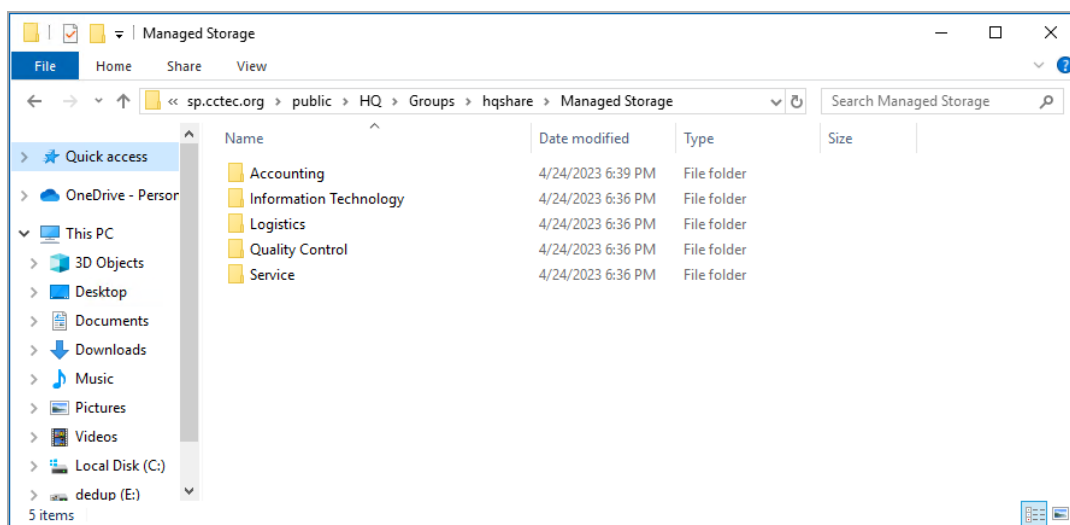 Managed Storage
File Home Share View
« sp.cctec.org > public > HQ > Groups > hqshare > Managed Storage
Search Managed Storage
Name Date modified Type Size
Quick access
OneDrive - Person
This PC
3D Objects
Desktop
Documents
Downloads
Music
Pictures
Videos
Local Disk (C:)
dedup (E:)
Accounting 4/24/2023 6:39 PM File folder
Information Technology 4/24/2023 6:36 PM File folder
Logistics 4/24/2023 6:36 PM File folder
Quality Control 4/24/2023 6:36 PM File folder
Service 4/24/2023 6:36 PM File folder
5 items